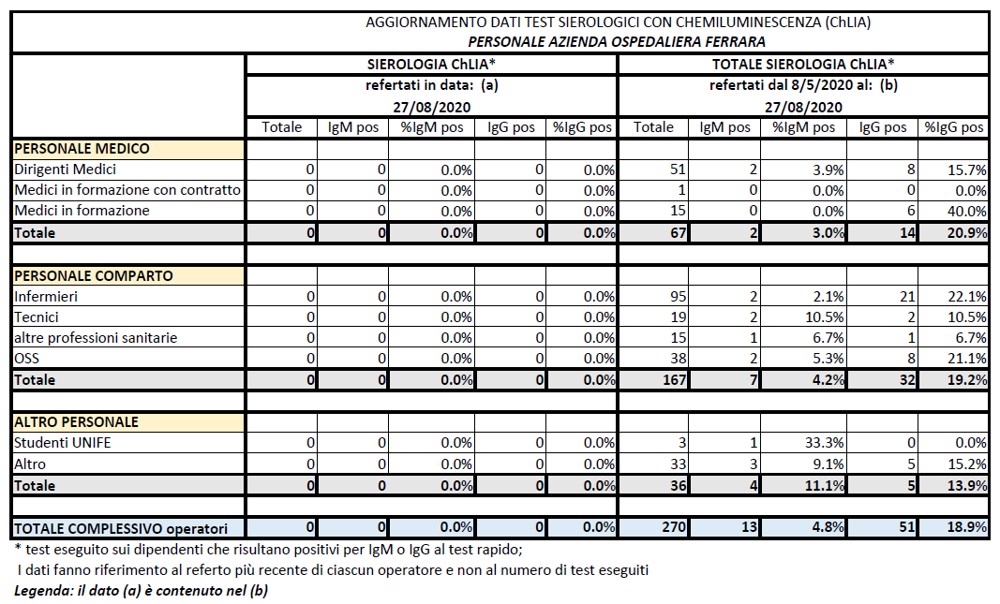 AGGIORNAMENTO DATI TEST SIEROLOGICI CON CHEMILUMINESCENZA (ChLIA)
PERSONALE AZIENDA OSPEDALIERA FERRARA
SIEROLOGIA ChLIA* TOTALE SIEROLOGIA ChLIA*
refertati in data: (a) refertati dal 8/5/2020 al: (b)
27/08/2020 27/08/2020
Totale IgM pos %IgM pos IgG pos %IgG pos Totale IgM pos %IgM pos IgG pos %IgG pos
PERSONALE MEDICO
Dirigenti Medici 0 0 0.0% 0 0.0% 51 2 3.9% 8 15.7%
Medici in formazione con contratto 0 0 0.0% 0 0.0% 1 0 0.0% 0 0.0%
Medici in formazione 0 0 0.0% 0 0.0% 15 0 0.0% 6 40.0%
Totale 0 0 0.0% 0 0.0% 67 2 3.0% 14 20.9%
PERSONALE COMPARTO
Infermieri 0 0 0.0% 0 0.0% 95 2 2.1% 21 22.1%
Tecnici 0 0 0.0% 0 0.0% 19 2 10.5% 2 10.5%
altre professioni sanitarie 0 0 0.0% 0 0.0% 15 1 6.7% 1 6.7%
OSS 0 0 0.0% 0 0.0% 38 2 5.3% 8 21.1%
Totale 0 0 0.0% 0 0.0% 167 7 4.2% 32 19.2%
ALTRO PERSONALE
Studenti UNIFE 0 0 0.0% 0 0.0% 3 1 33.3% 0 0.0%
Altro 0 0 0.0% 0 0.0% 33 3 9.1% 5 15.2%
Totale 0 0 0.0% 0 0.0% 36 4 11.1% 5 13.9%
TOTALE COMPLESSIVO operatori 0 0 0.0% 0 0.0% 270 13 4.8% 51 18.9%
* test eseguito sui dipendenti che risultano positivi per IgM o IgG al test rapido;
I dati fanno riferimento al referto più recente di ciascun operatore e non al numero di test eseguiti
Legenda: il dato (a) è contenuto nel (b)